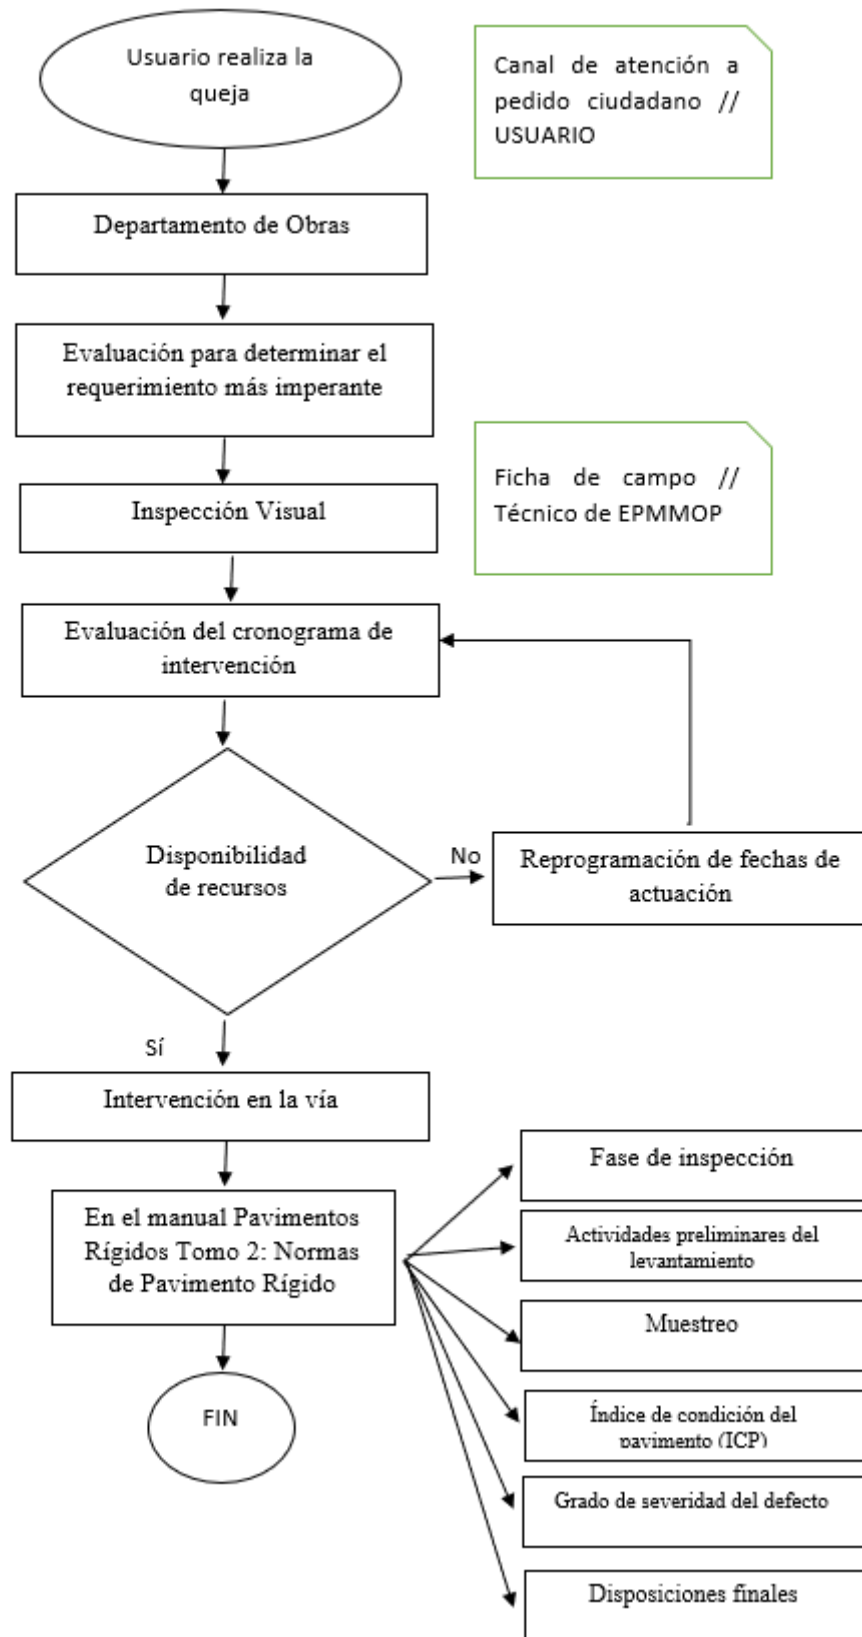 Usuario realiza la
queja
Canal de atención a
pedido ciudadano //
USUARIO
Departamento de Obras
Evaluación para determinar el
requerimiento más imperante
Inspección Visual
Ficha de campo //
Técnico de EPMMOP
Evaluación del cronograma de
intervención
Disponibilidad
de recursos
No
Reprogramación de fechas de
actuación
Sí
Intervención en la vía
En el manual Pavimentos
Rígidos Tomo 2: Normas
de Pavimento Rígido
Fase de inspección
Actividades preliminares del
levantamiento
Muestreo
Índice de condición del
pavimento (ICP)
Grado de severidad del defecto
Disposiciones finales
FIN